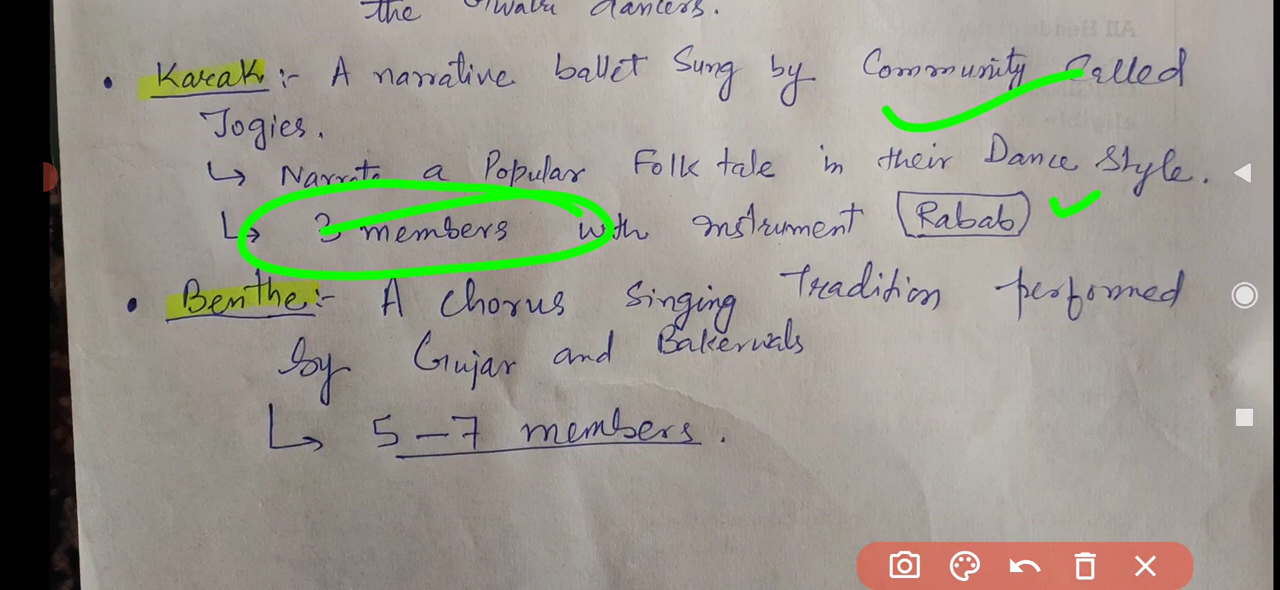 the dancers.
• Karak :- A narrative ballet Sung by Community Called
Jogies.
↳ Narrate a Popular Folk tale in their Dance Style.
↳ 3 members with instrument Rabab
• Benthe :- A chorus Singing Tradition performed
by Gujar and Bakerwals
↳ 5-7 members.